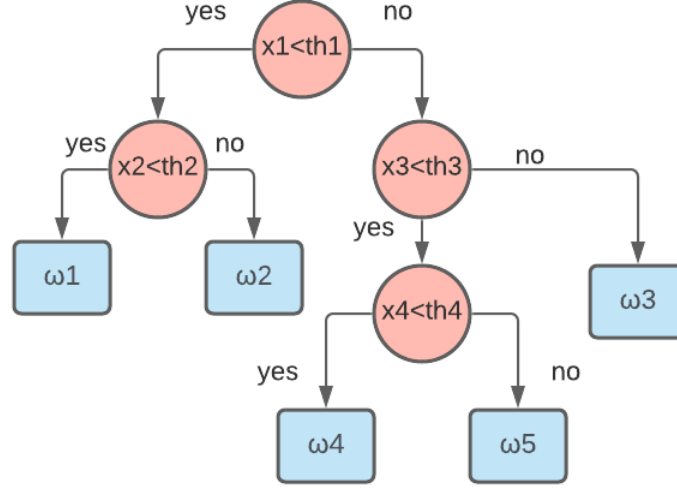 yes
no
x1<th1
yes
no
x2<th2
x3<th3
no
yes
ω1
ω2
x4<th4
ω3
yes
no
ω4
ω5